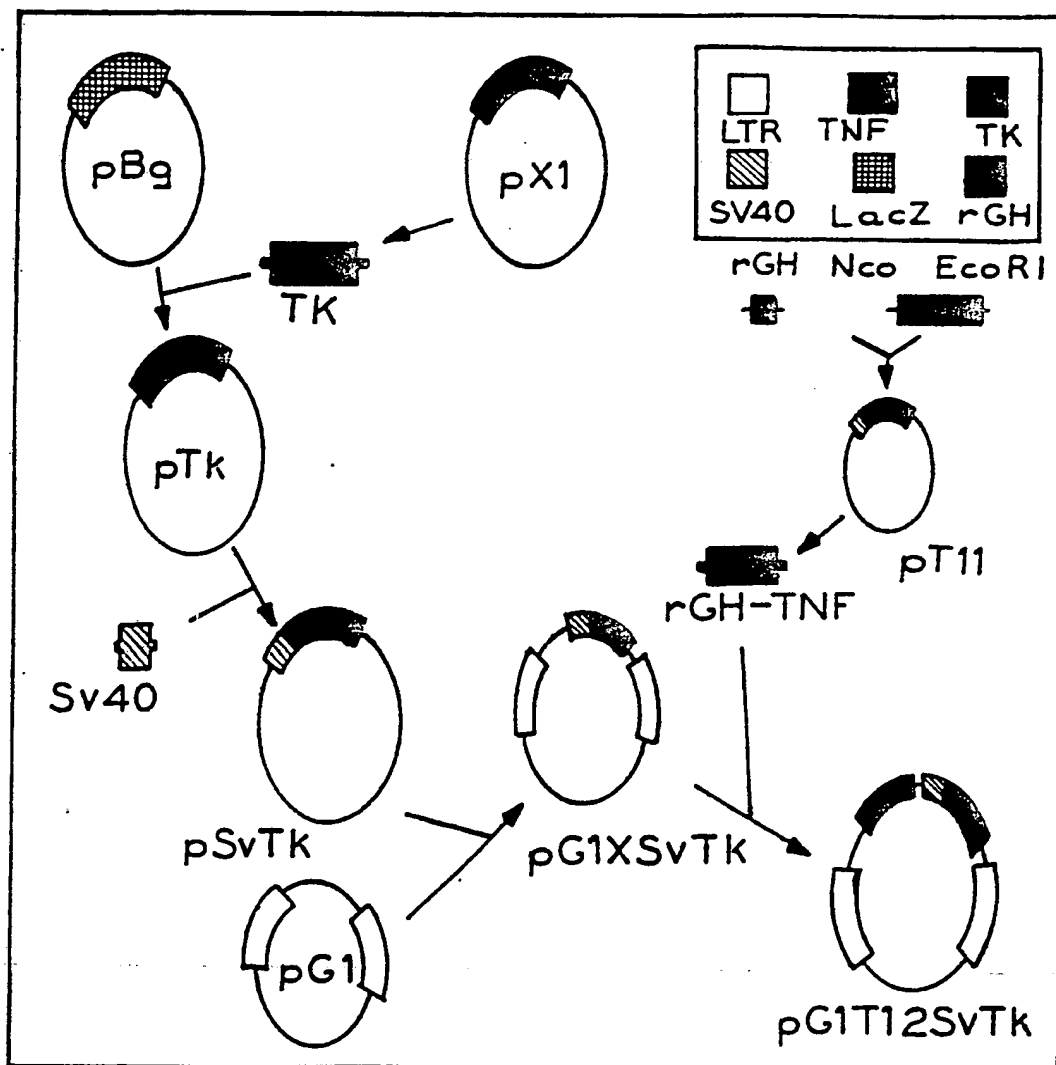 pBg
pX1
LTR TNF TK
SV40 LacZ rGH
rGH Nco EcoRI
TK
pTk
pT11
rGH-TNF
Sv40
pSvTk
pG1XSvTk
pG1
pG1T12SvTk